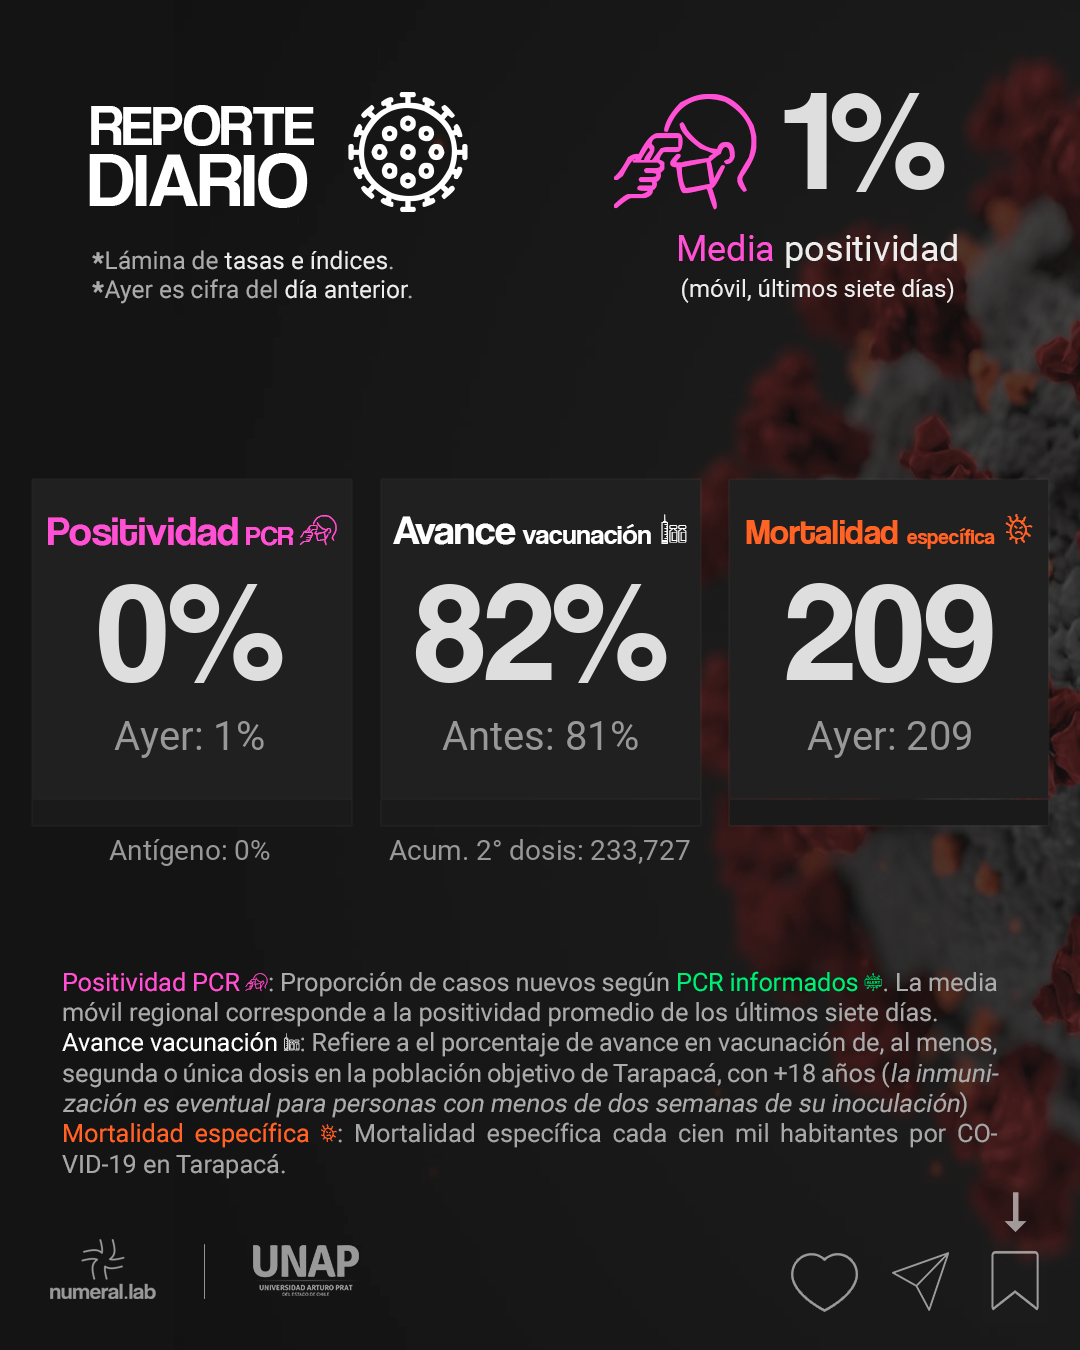 REPORTE
DIARIO
*Lámina de tasas e índices.
*Ayer es cifra del día anterior.
1%
Media positividad
(móvil, últimos siete días)
Positividad PCR
0%
Ayer: 1%
Antígeno: 0%
Avance vacunación
82%
Antes: 81%
Acum. 2° dosis: 233,727
Mortalidad específica
209
Ayer: 209
Positividad PCR : Proporción de casos nuevos según PCR informados . La media
móvil regional corresponde a la positividad promedio de los últimos siete días.
Avance vacunación : Refiere a el porcentaje de avance en vacunación de, al menos,
segunda o única dosis en la población objetivo de Tarapacá, con +18 años (la inmuni-
zación es eventual para personas con menos de dos semanas de su inoculación)
Mortalidad específica : Mortalidad específica cada cien mil habitantes por CO-
VID-19 en Tarapacá.
numeral.lab
UNAP
UNIVERSIDAD ARTURO PRAT
DEL ESTADO DE CHILE